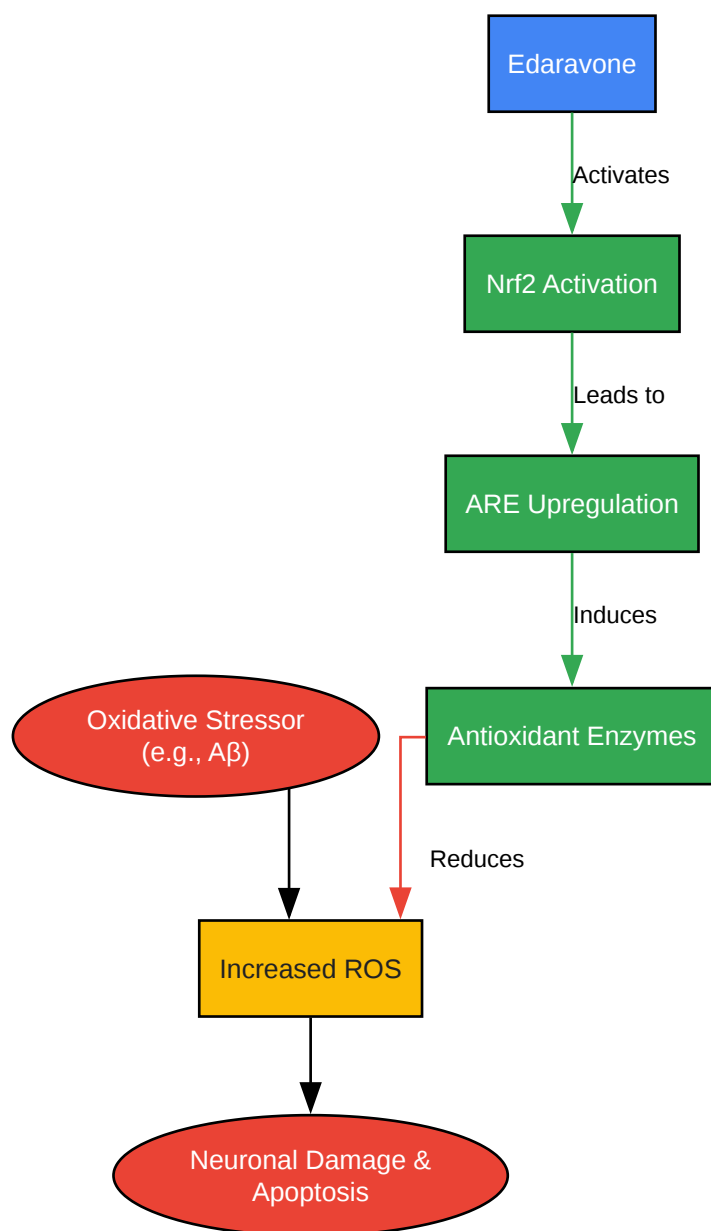 Edaravone
Activates
Nrf2 Activation
Leads to
ARE Upregulation
Induces
Oxidative Stressor
(e.g., Aβ)
Antioxidant Enzymes
Reduces
Increased ROS
Neuronal Damage &
Apoptosis